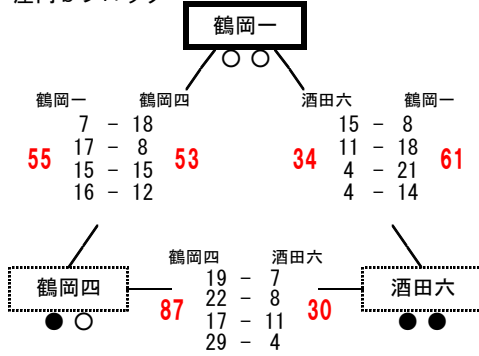 鶴岡一
○ ○
鶴岡一 鶴岡四
7 - 18
17 - 8
15 - 15
16 - 12
55 53
酒田六 鶴岡一
15 - 8
11 - 18
4 - 21
4 - 14
34 61
鶴岡四
● ○
鶴岡四 酒田六
19 - 7
22 - 8
17 - 11
29 - 4
87 30
酒田六
● ●